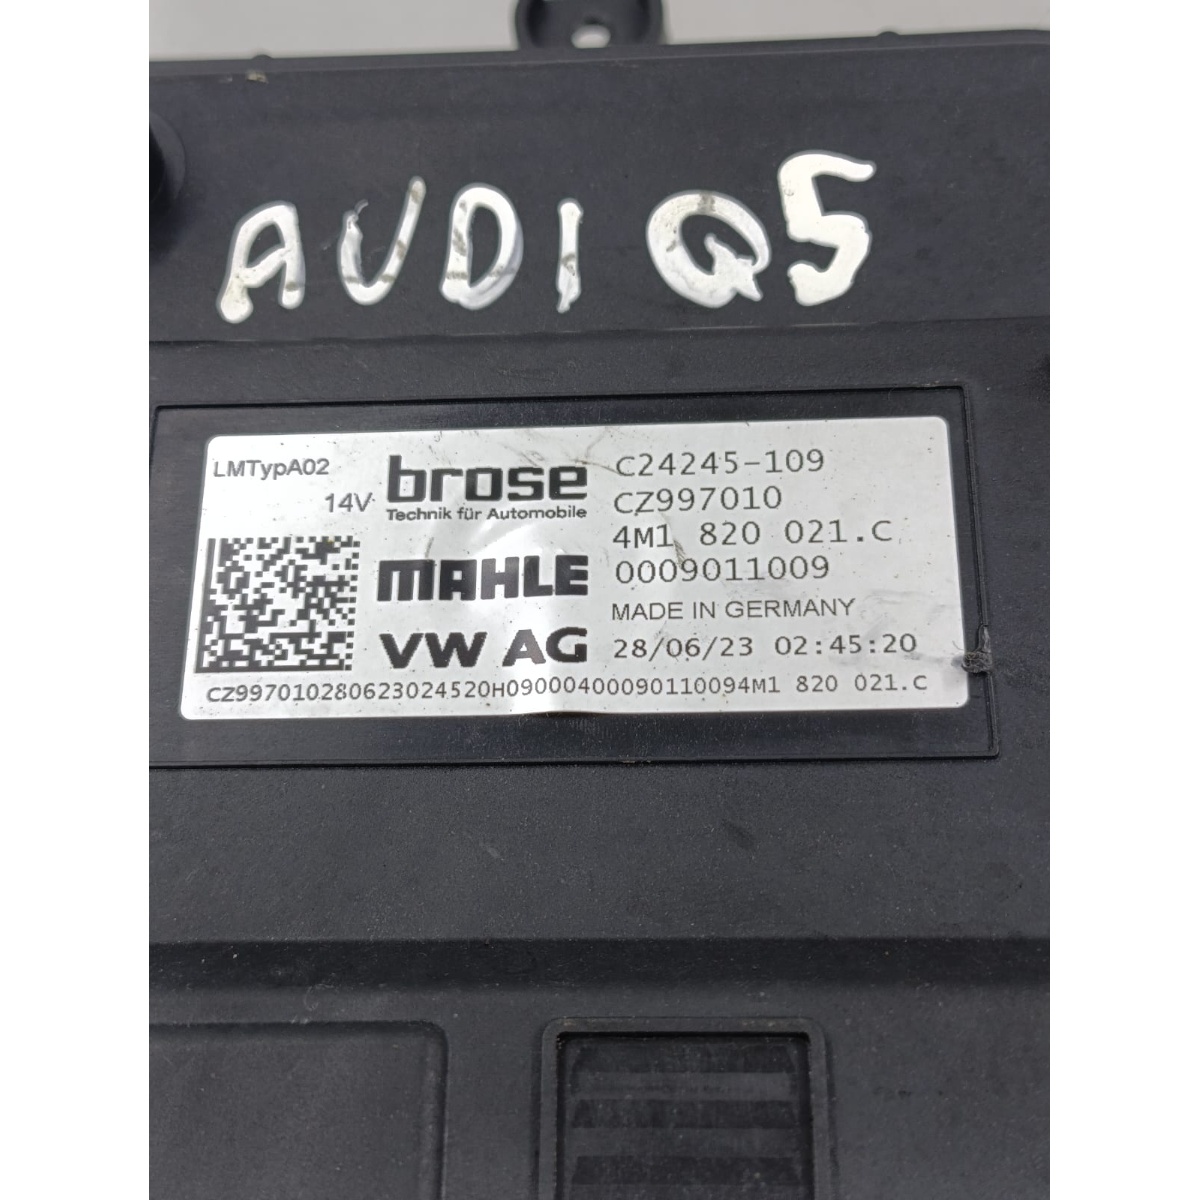 AUDI Q5
LMTypA02
14V
brose
Technik für Automobile
MAHLE
VW AG
C24245-109
CZ997010
4M1 820 021.C
0009011009
MADE IN GERMANY
28/06/23 02:45:20
CZ997010280623024520H09000400090110094M1 820 021.C